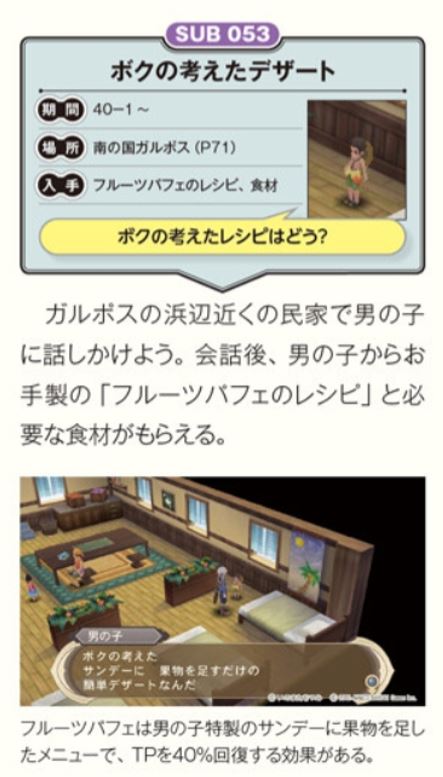 SUB 053
ボクの考えたデザート
期間 40−1～
場所 南の国ガルポス（P71）
入手 フルーツパフェのレシピ、食材
ボクの考えたレシピはどう？
ガルポスの浜辺近くの民家で男の子
に話しかけよう。会話後、男の子からお
手製の「フルーツパフェのレシピ」と必
要な食材がもらえる。
男の子
ボクの考えた
サンデーに　果物を足すだけの
簡単デザートなんだ
フルーツパフェは男の子特製のサンデーに果物を足し
たメニューで、TPを40％回復する効果がある。